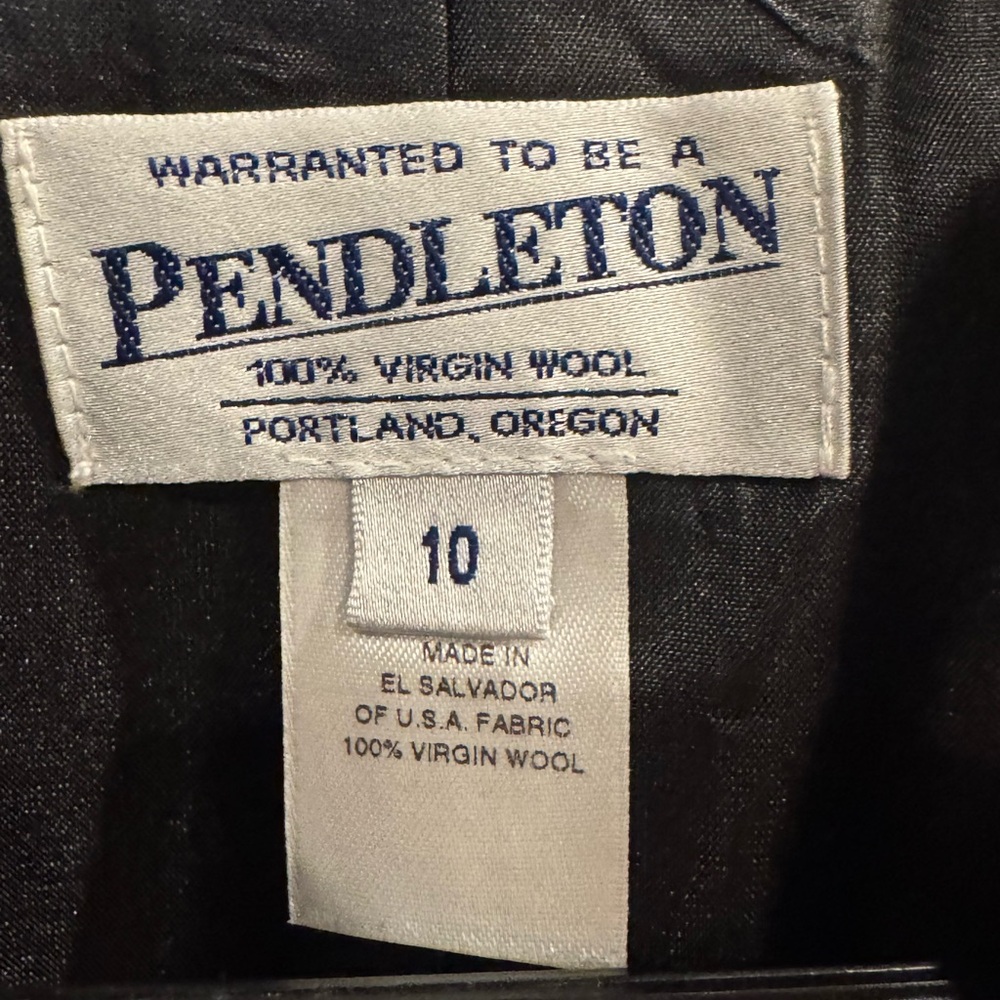 WARRANTED TO BE A
PENDLETON
100% VIRGIN WOOL
PORTLAND, OREGON
10
MADE IN
EL SALVADOR
OF U.S.A. FABRIC
100% VIRGIN WOOL